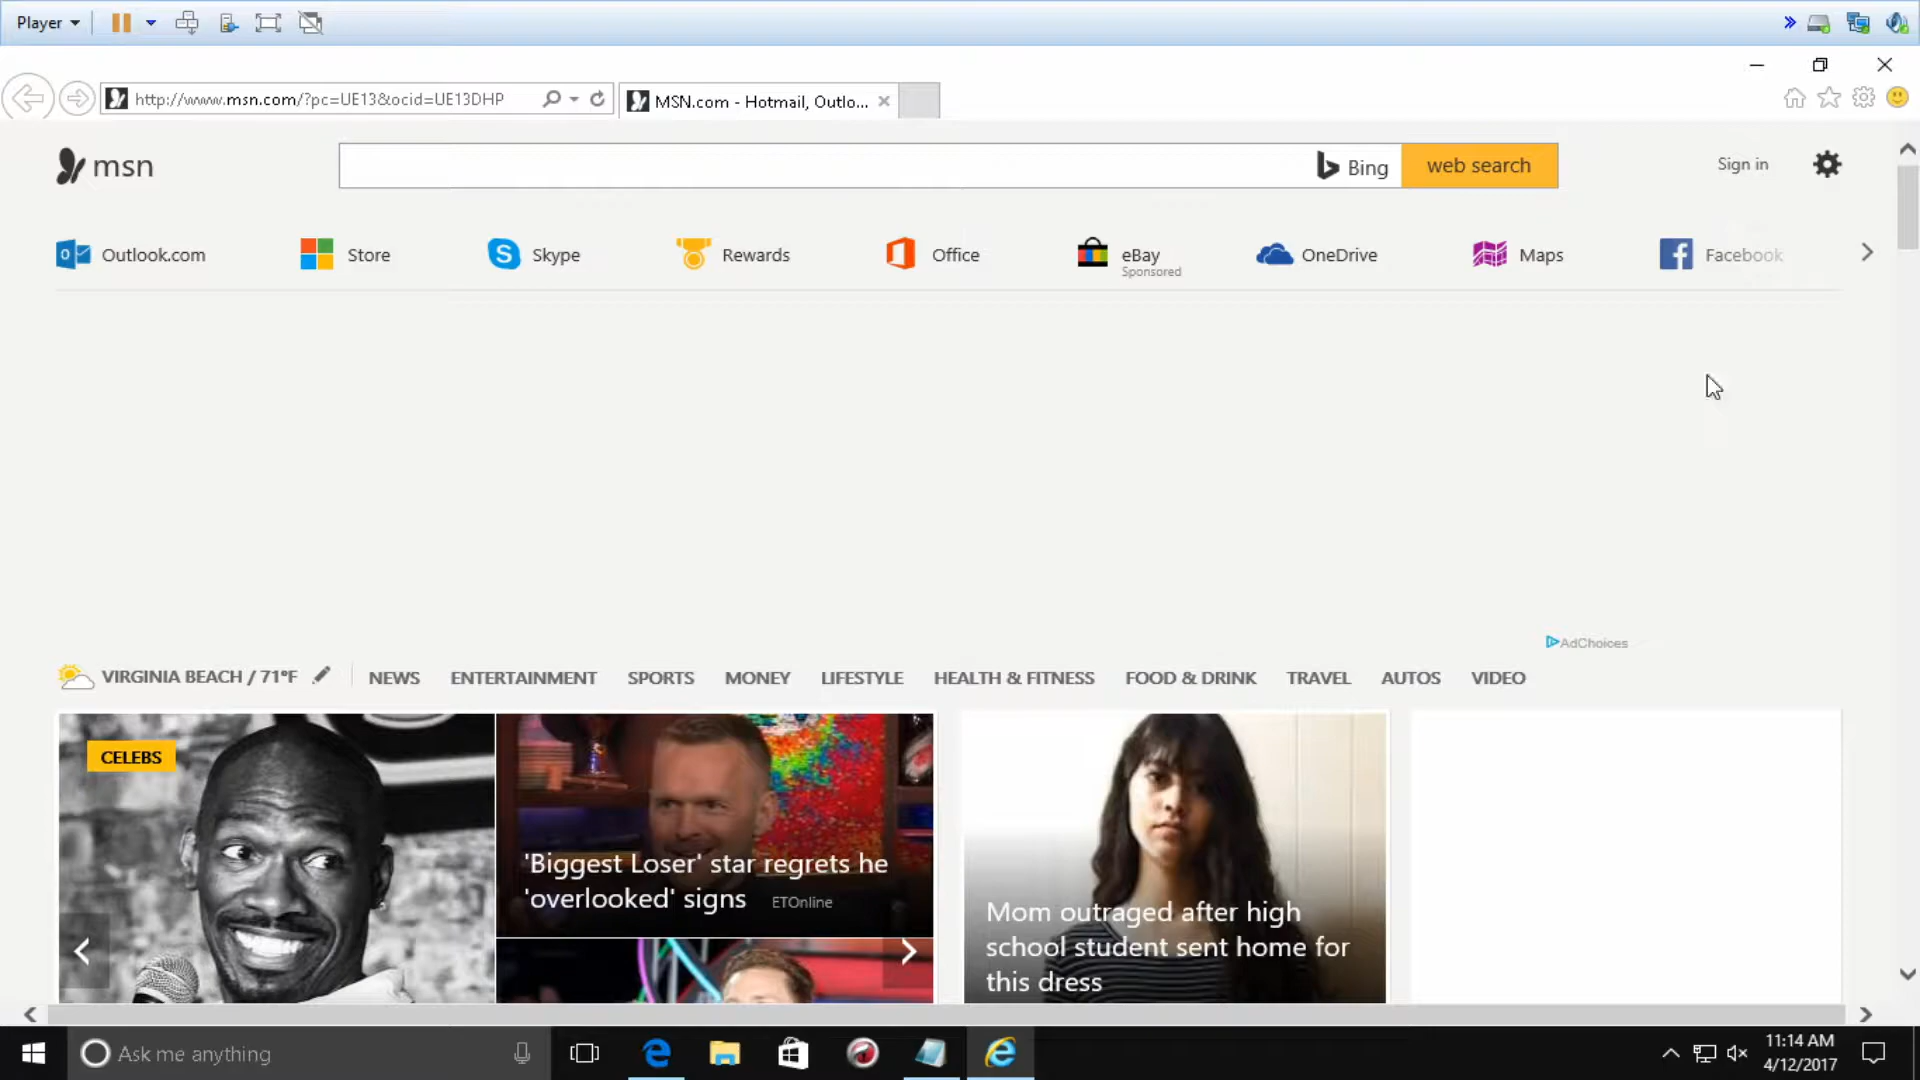 Player
http://www.msn.com/?pc=UE13&ocid=UE13DHP
MSN.com - Hotmail, Outlo...
msn
Bing
web search
Sign in
Outlook.com
Store
Skype
Rewards
Office
eBay
Sponsored
OneDrive
Maps
Facebook
AdChoices
VIRGINIA BEACH / 71°F
NEWS
ENTERTAINMENT
SPORTS
MONEY
LIFESTYLE
HEALTH & FITNESS
FOOD & DRINK
TRAVEL
AUTOS
VIDEO
CELEBS
'Biggest Loser' star regrets he
'overlooked' signs ETOnline
Mom outraged after high
school student sent home for
this dress
Ask me anything
11:14 AM
4/12/2017